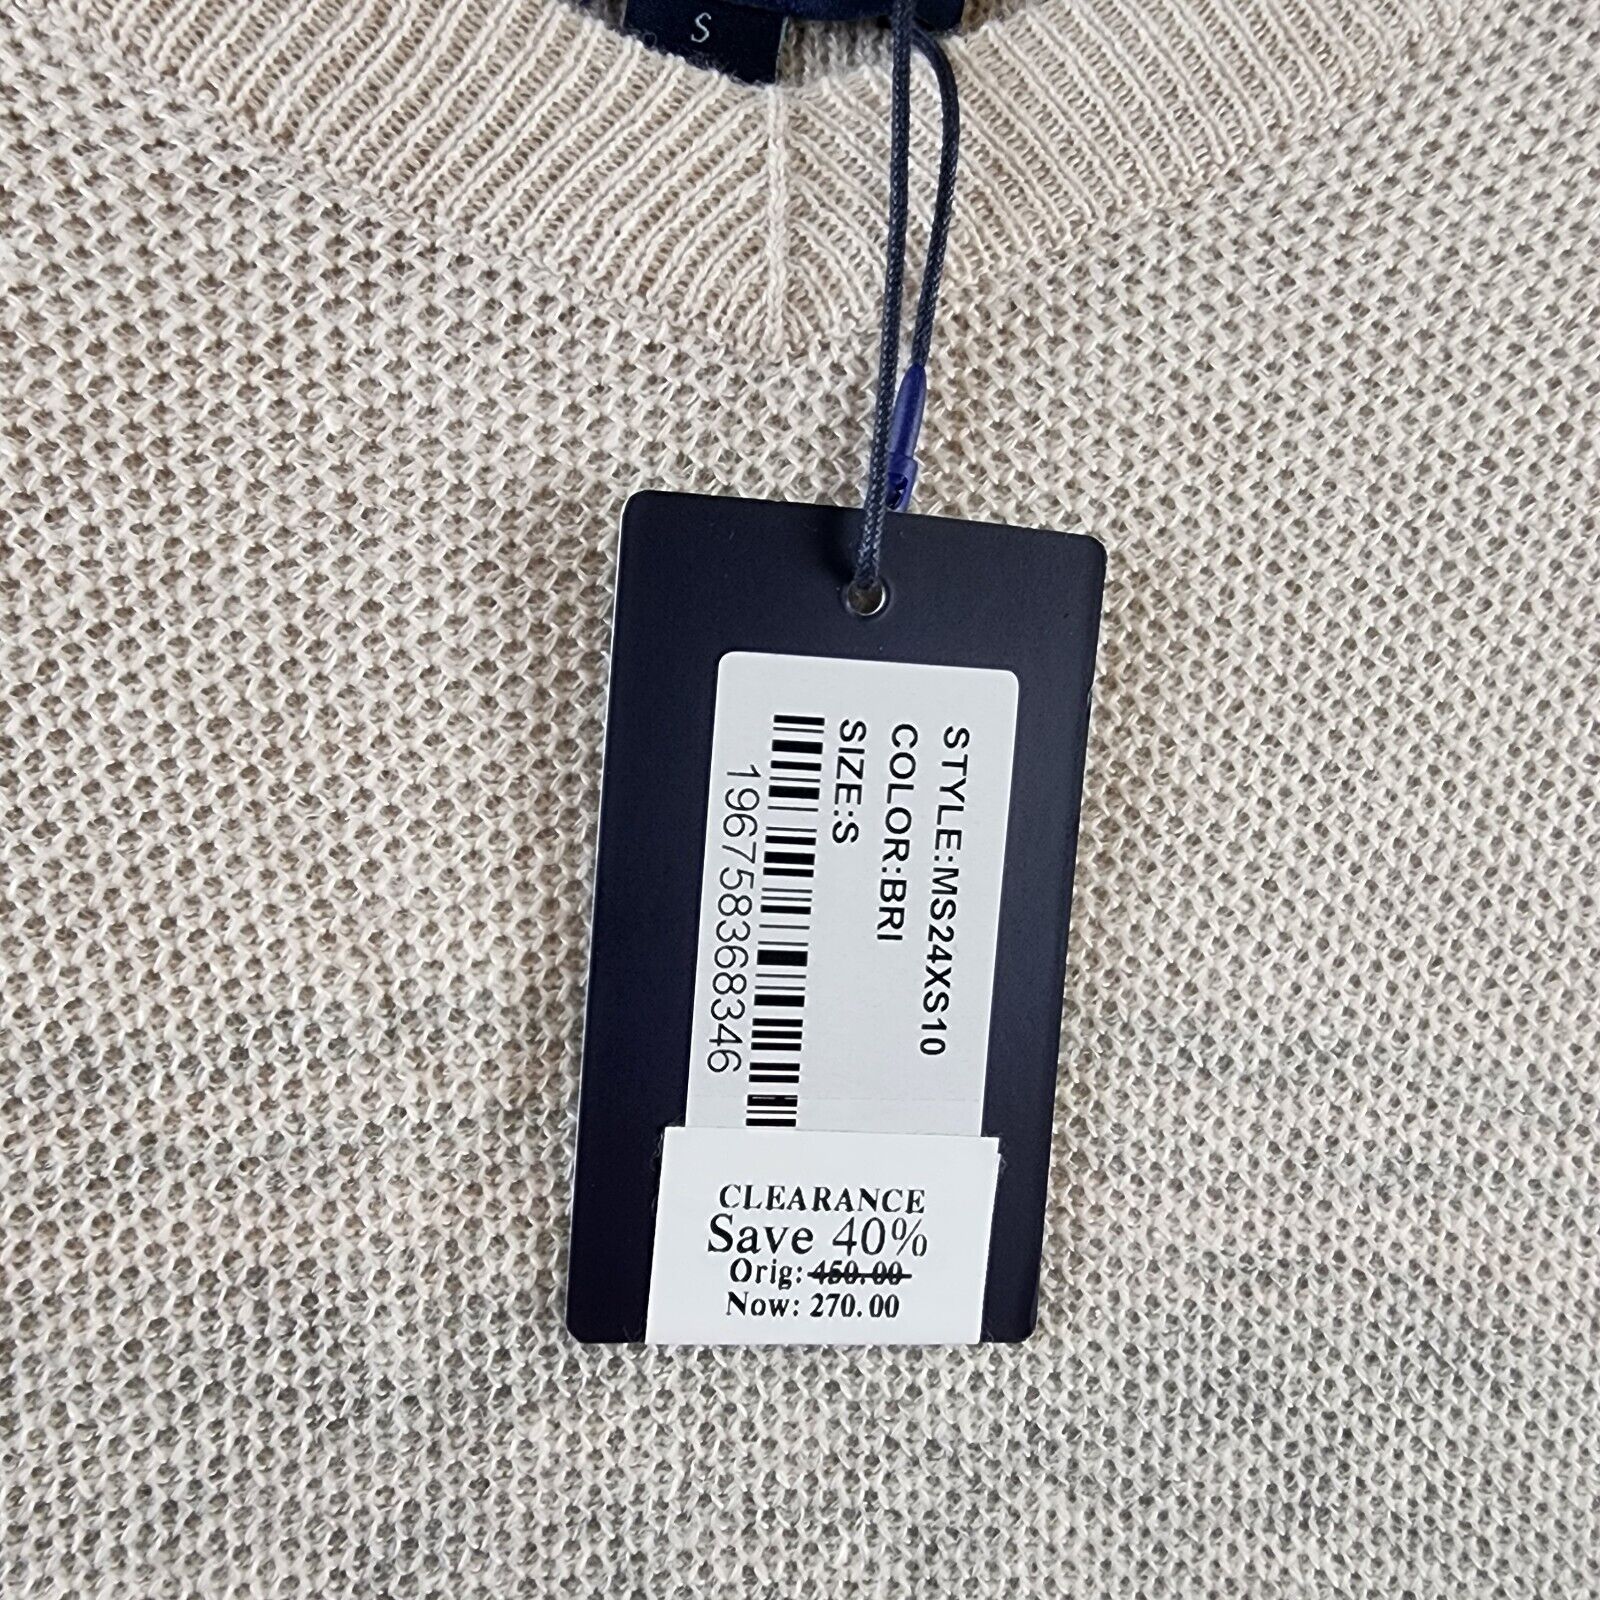 S
STYLE:MS24XS10
COLOR:BRI
SIZE:S
196758368346
CLEARANCE
Save 40%
Orig: 450.00
Now: 270.00